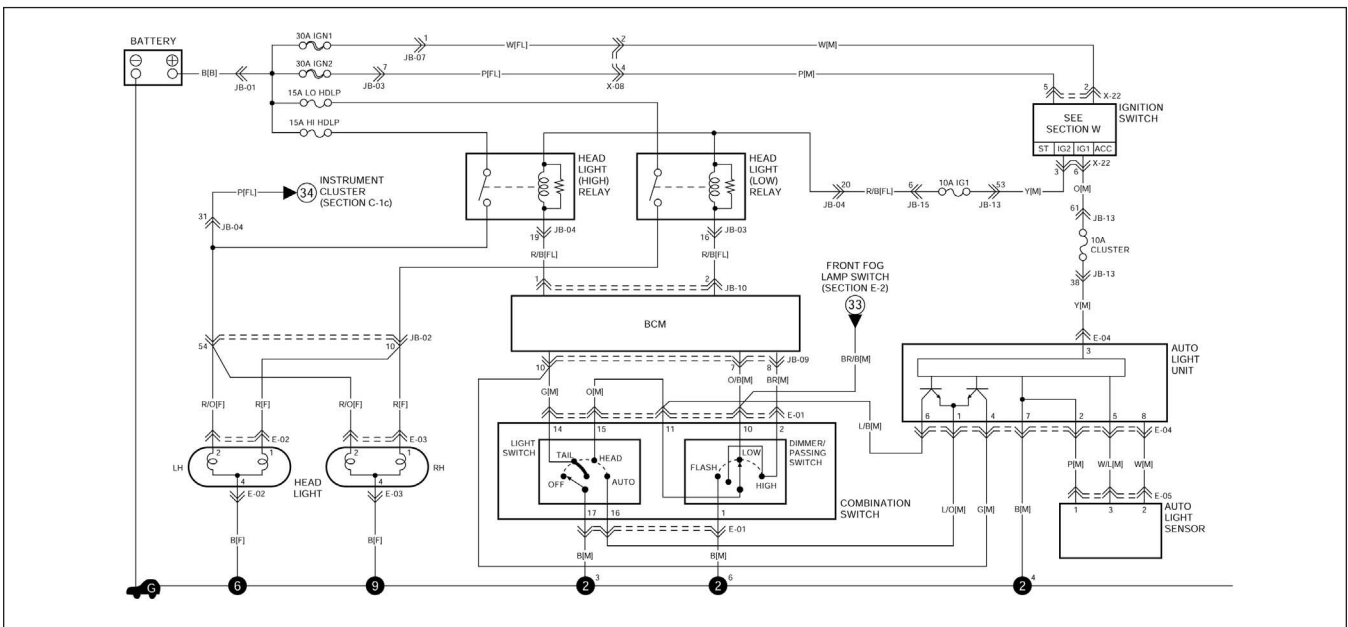 BATTERY
30A IGN1
1
JB-07
W[FL]
2
W[M]
B[B]
JB-01
30A IGN2
7
JB-03
P[FL]
4
X-08
P[M]
5
2
X-22
15A LO HDLP
15A HI HDLP
IGNITION
SWITCH
SEE
SECTION W
ST
IG2
IG1
ACC
X-22
3
6
HEAD
LIGHT
(HIGH)
RELAY
HEAD
LIGHT
(LOW)
RELAY
20
JB-04
R/B[FL]
6
JB-15
10A IG1
53
JB-13
Y[M]
O[M]
P[FL]
34
INSTRUMENT
CLUSTER
(SECTION C-1c)
31
JB-04
61
JB-13
10A
CLUSTER
JB-13
38
Y[M]
19
JB-04
R/B[FL]
16
JB-03
R/B[FL]
1
2
JB-10
BCM
FRONT FOG
LAMP SWITCH
(SECTION E-2)
33
BR/B[M]
54
10
JB-02
10
7
8
JB-09
E-04
3
AUTO
LIGHT
UNIT
G[M]
O[M]
O/B[M]
BR[M]
E-01
R/O[F]
R[F]
R/O[F]
R[F]
L/B[M]
6
1
4
7
2
5
8
E-04
14
15
11
10
2
LIGHT
SWITCH
TAIL
HEAD
OFF
AUTO
DIMMER/
PASSING
SWITCH
LOW
FLASH
HIGH
E-02
E-03
2
1
2
1
LH
RH
4
4
HEAD
LIGHT
E-02
E-03
P[M]
W/L[M]
W[M]
E-05
1
3
2
AUTO
LIGHT
SENSOR
COMBINATION
SWITCH
17
16
1
E-01
L/O[M]
G[M]
B[M]
B[F]
B[F]
B[M]
B[M]
G
6
9
2
3
2
6
2
4